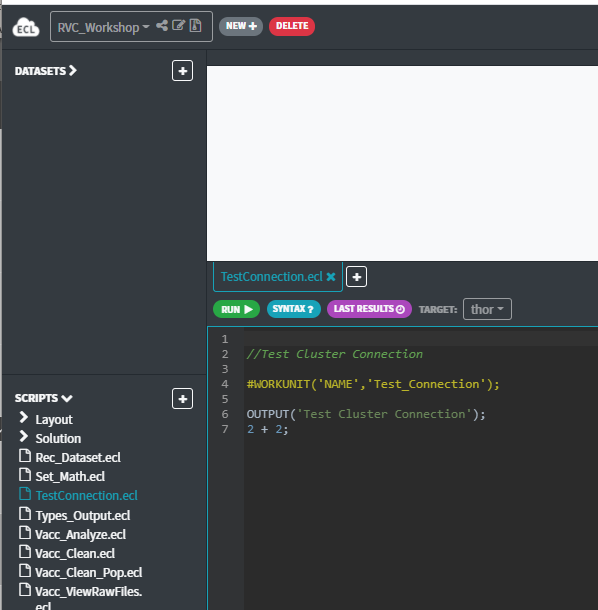 ECL
RVC_Workshop
NEW +
DELETE
DATASETS
TestConnection.ecl
RUN
SYNTAX ?
LAST RESULTS
TARGET:
thor
1
2 //Test Cluster Connection
3
4 #WORKUNIT('NAME','Test_Connection');
5
6 OUTPUT('Test Cluster Connection');
7 2 + 2;
SCRIPTS
Layout
Solution
Rec_Dataset.ecl
Set_Math.ecl
TestConnection.ecl
Types_Output.ecl
Vacc_Analyze.ecl
Vacc_Clean.ecl
Vacc_Clean_Pop.ecl
Vacc_ViewRawFiles.
ecl